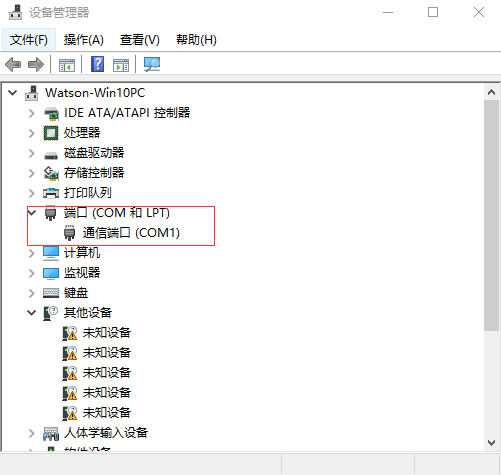 设备管理器
文件(F) 操作(A) 查看(V) 帮助(H)
Watson-Win10PC
IDE ATA/ATAPI 控制器
处理器
磁盘驱动器
存储控制器
打印队列
端口 (COM 和 LPT)
通信端口 (COM1)
计算机
监视器
键盘
其他设备
未知设备
未知设备
未知设备
未知设备
未知设备
人体学输入设备
软件设备